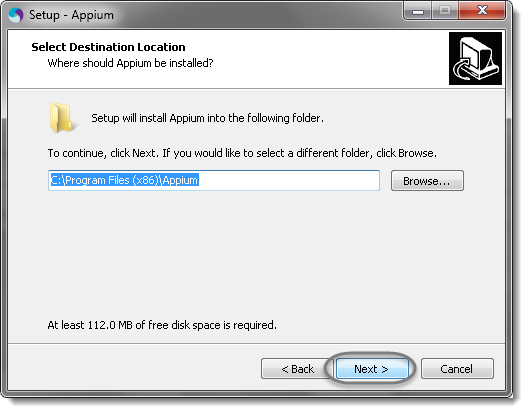 Setup - Appium
Select Destination Location
Where should Appium be installed?
Setup will install Appium into the following folder.
To continue, click Next. If you would like to select a different folder, click Browse.
C:\Program Files (x86)\Appium
Browse...
At least 112.0 MB of free disk space is required.
< Back
Next >
Cancel